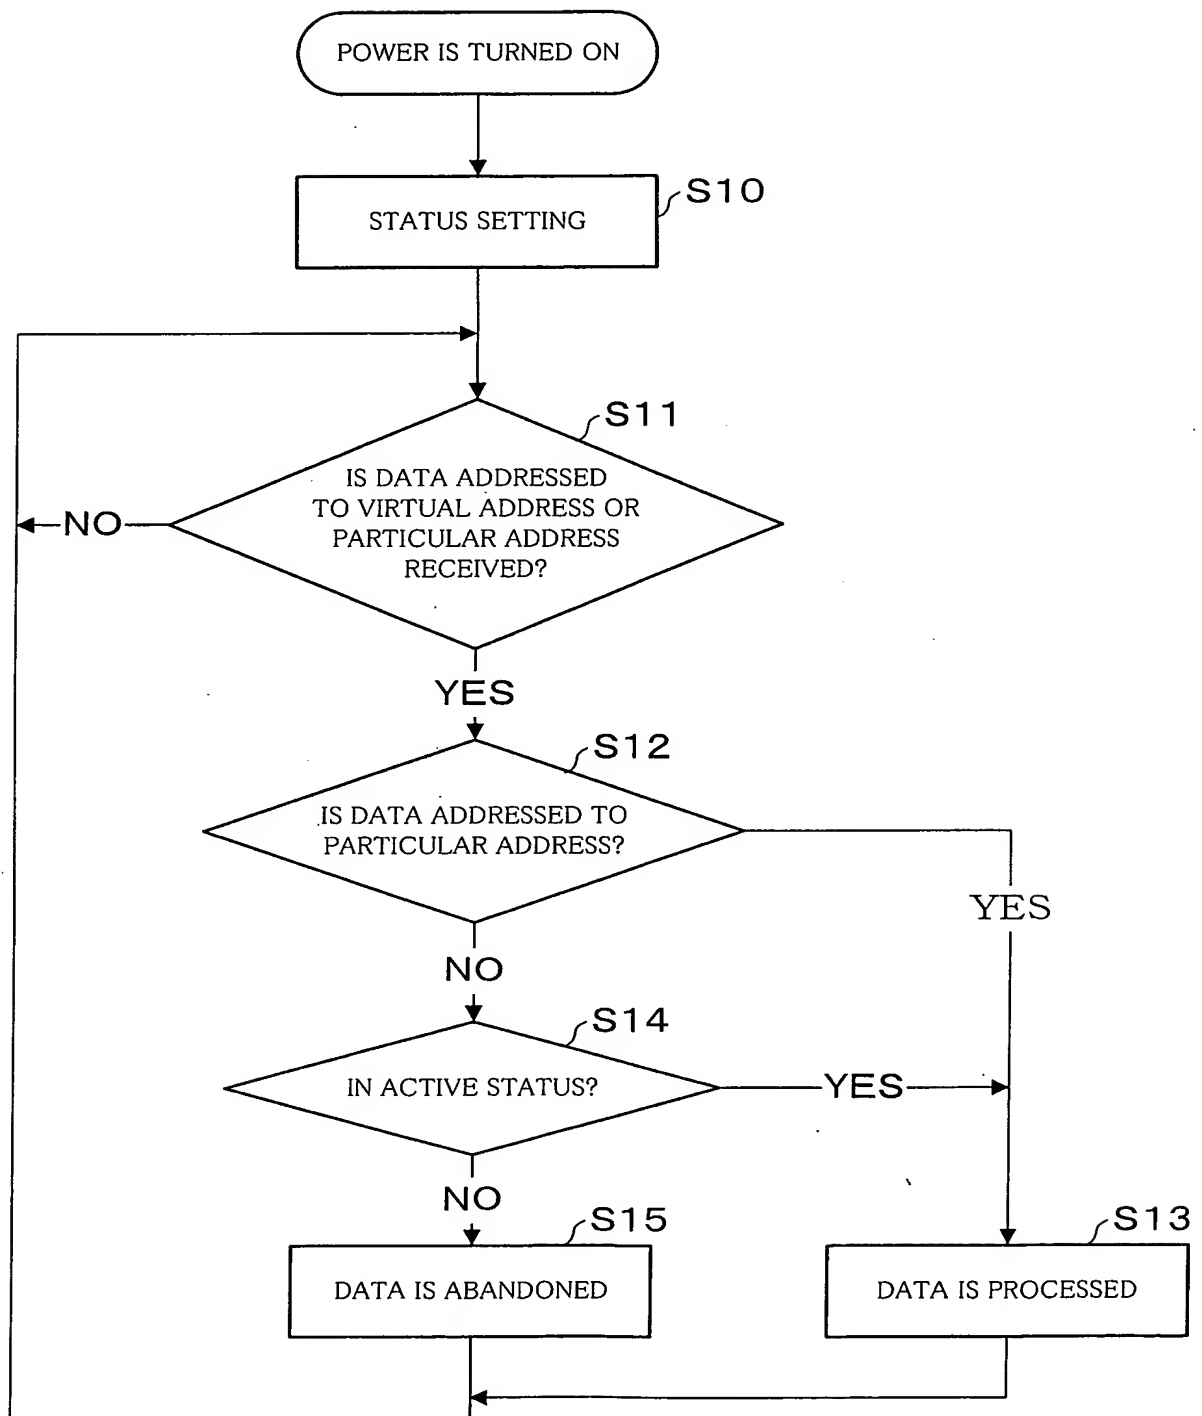 POWER IS TURNED ON
S10
STATUS SETTING
S11
IS DATA ADDRESSED
TO VIRTUAL ADDRESS OR
PARTICULAR ADDRESS
RECEIVED?
NO
YES
S12
IS DATA ADDRESSED TO
PARTICULAR ADDRESS?
YES
NO
S14
IN ACTIVE STATUS?
YES
NO
S15
S13
DATA IS ABANDONED
DATA IS PROCESSED